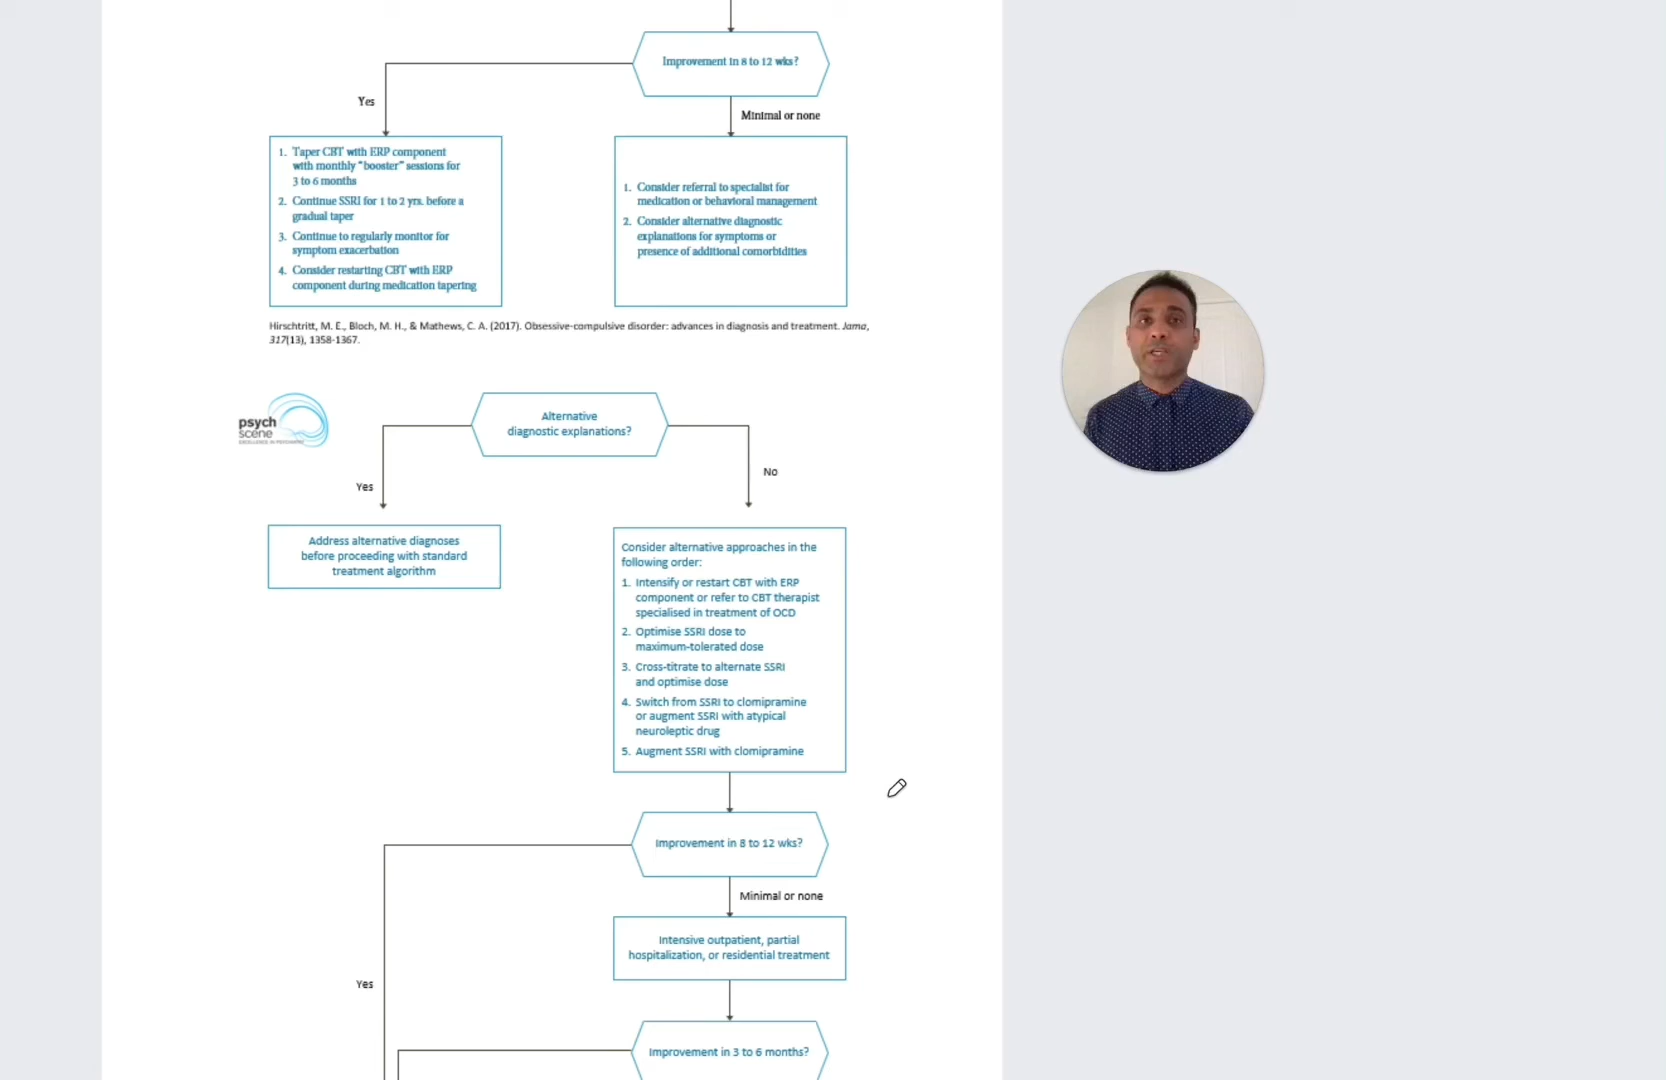 Improvement in 8 to 12 wks?
Yes
Minimal or none
1. Taper CBT with ERP component
with monthly "booster" sessions for
3 to 6 months
2. Continue SSRI for 1 to 2 yrs. before a
gradual taper
3. Continue to regularly monitor for
symptom exacerbation
4. Consider restarting CBT with ERP
component during medication tapering
1. Consider referral to specialist for
medication or behavioral management
2. Consider alternative diagnostic
explanations for symptoms or
presence of additional comorbidities
Hirschtritt, M. E., Bloch, M. H., & Mathews, C. A. (2017). Obsessive-compulsive disorder: advances in diagnosis and treatment. Jama,
317(13), 1358-1367.
psych
scene
EXCELLENCE IN PSYCHIATRY
Alternative
diagnostic explanations?
Yes
No
Address alternative diagnoses
before proceeding with standard
treatment algorithm
Consider alternative approaches in the
following order:
1. Intensify or restart CBT with ERP
component or refer to CBT therapist
specialised in treatment of OCD
2. Optimise SSRI dose to
maximum-tolerated dose
3. Cross-titrate to alternate SSRI
and optimise dose
4. Switch from SSRI to clomipramine
or augment SSRI with atypical
neuroleptic drug
5. Augment SSRI with clomipramine
Improvement in 8 to 12 wks?
Minimal or none
Intensive outpatient, partial
hospitalization, or residential treatment
Yes
Improvement in 3 to 6 months?